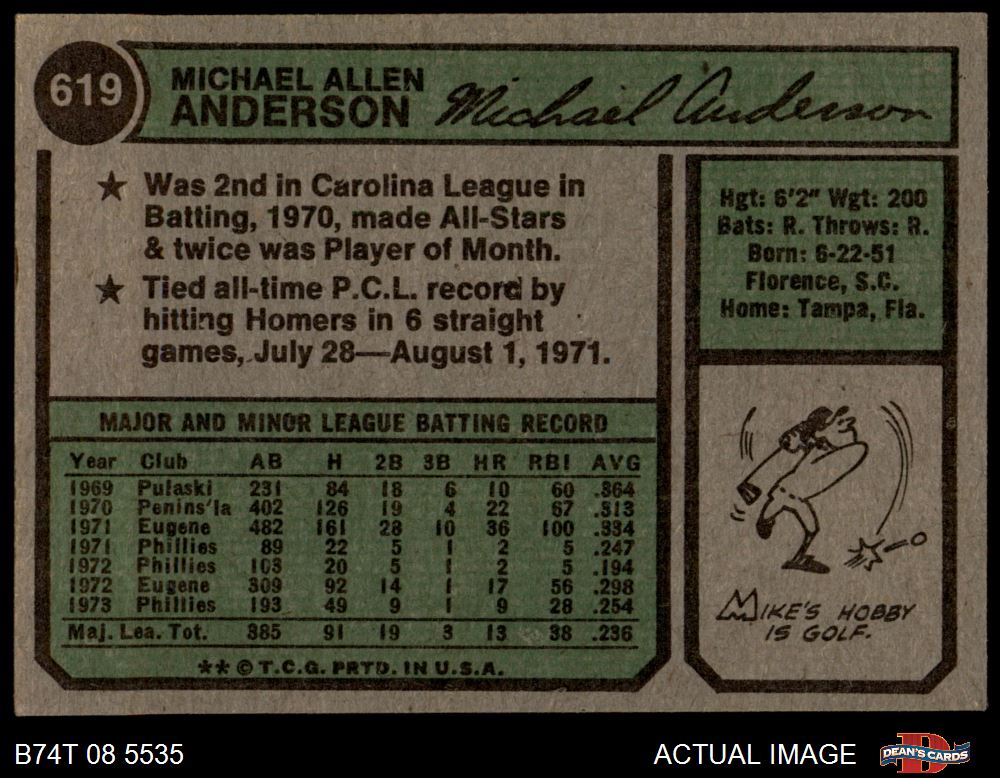 619
MICHAEL ALLEN
ANDERSON
Michael Anderson
★ Was 2nd in Carolina League in
Batting, 1970, made All-Stars
& twice was Player of Month.
★ Tied all-time P.C.L. record by
hitting Homers in 6 straight
games, July 28—August 1, 1971.
Hgt: 6'2" Wgt: 200
Bats: R. Throws: R.
Born: 6-22-51
Florence, S.C.
Home: Tampa, Fla.
MAJOR AND MINOR LEAGUE BATTING RECORD
Year Club AB H 2B 3B HR RBI AVG
1969 Pulaski 231 84 18 6 10 60 .364
1970 Penins'la 402 126 19 4 22 67 .313
1971 Eugene 482 161 28 10 36 100 .334
1971 Phillies 89 22 5 1 2 5 .247
1972 Phillies 103 20 5 1 2 5 .194
1972 Eugene 309 92 14 1 17 56 .298
1973 Phillies 193 49 9 1 9 28 .254
Maj. Lea. Tot. 385 91 19 3 13 38 .236
** © T.C.G. PRTD. IN U.S.A.
MIKE'S HOBBY
IS GOLF.
B74T 08 5535
ACTUAL IMAGE
D
DEAN'S CARDS